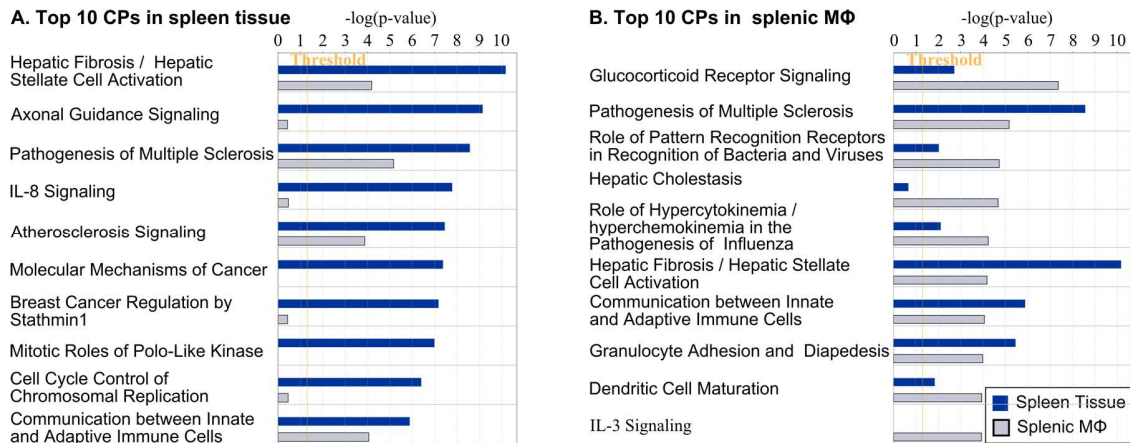 A. Top 10 CPs in spleen tissue
-log(p-value)
0 1 2 3 4 5 6 7 8 9 10
Threshold
Hepatic Fibrosis / Hepatic
Stellate Cell Activation
Axonal Guidance Signaling
Pathogenesis of Multiple Sclerosis
IL-8 Signaling
Atherosclerosis Signaling
Molecular Mechanisms of Cancer
Breast Cancer Regulation by
Stathmin1
Mitotic Roles of Polo-Like Kinase
Cell Cycle Control of
Chromosomal Replication
Communication between Innate
and Adaptive Immune Cells
B. Top 10 CPs in splenic MΦ
-log(p-value)
0 1 2 3 4 5 6 7 8 9 10
Threshold
Glucocorticoid Receptor Signaling
Pathogenesis of Multiple Sclerosis
Role of Pattern Recognition Receptors
in Recognition of Bacteria and Viruses
Hepatic Cholestasis
Role of Hypercytokinemia /
hyperchemokinemia in the
Pathogenesis of Influenza
Hepatic Fibrosis / Hepatic Stellate
Cell Activation
Communication between Innate
and Adaptive Immune Cells
Granulocyte Adhesion and Diapedesis
Dendritic Cell Maturation
IL-3 Signaling
Spleen Tissue
Splenic MΦ